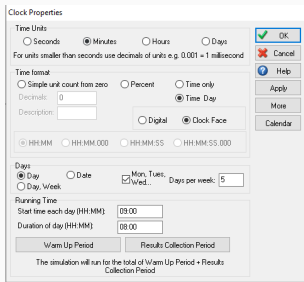 Clock Properties
Time Units
Seconds Minutes Hours Days
For units smaller than seconds use decimals of units e.g. 0.001 = 1 millisecond
OK
Cancel
Help
Apply
More
Calendar
Time format
Simple unit count from zero Percent Time only
Decimals: 0 Time Day
Description:
Digital Clock Face
HH:MM HH:MM.000 HH:MM:SS HH:MM:SS.000
Days
Day Date Mon, Tues, Wed... Days per week: 5
Day, Week
Running Time
Start time each day (HH:MM): 09:00
Duration of day (HH:MM): 08:00
Warm Up Period Results Collection Period
The simulation will run for the total of Warm Up Period + Results
Collection Period